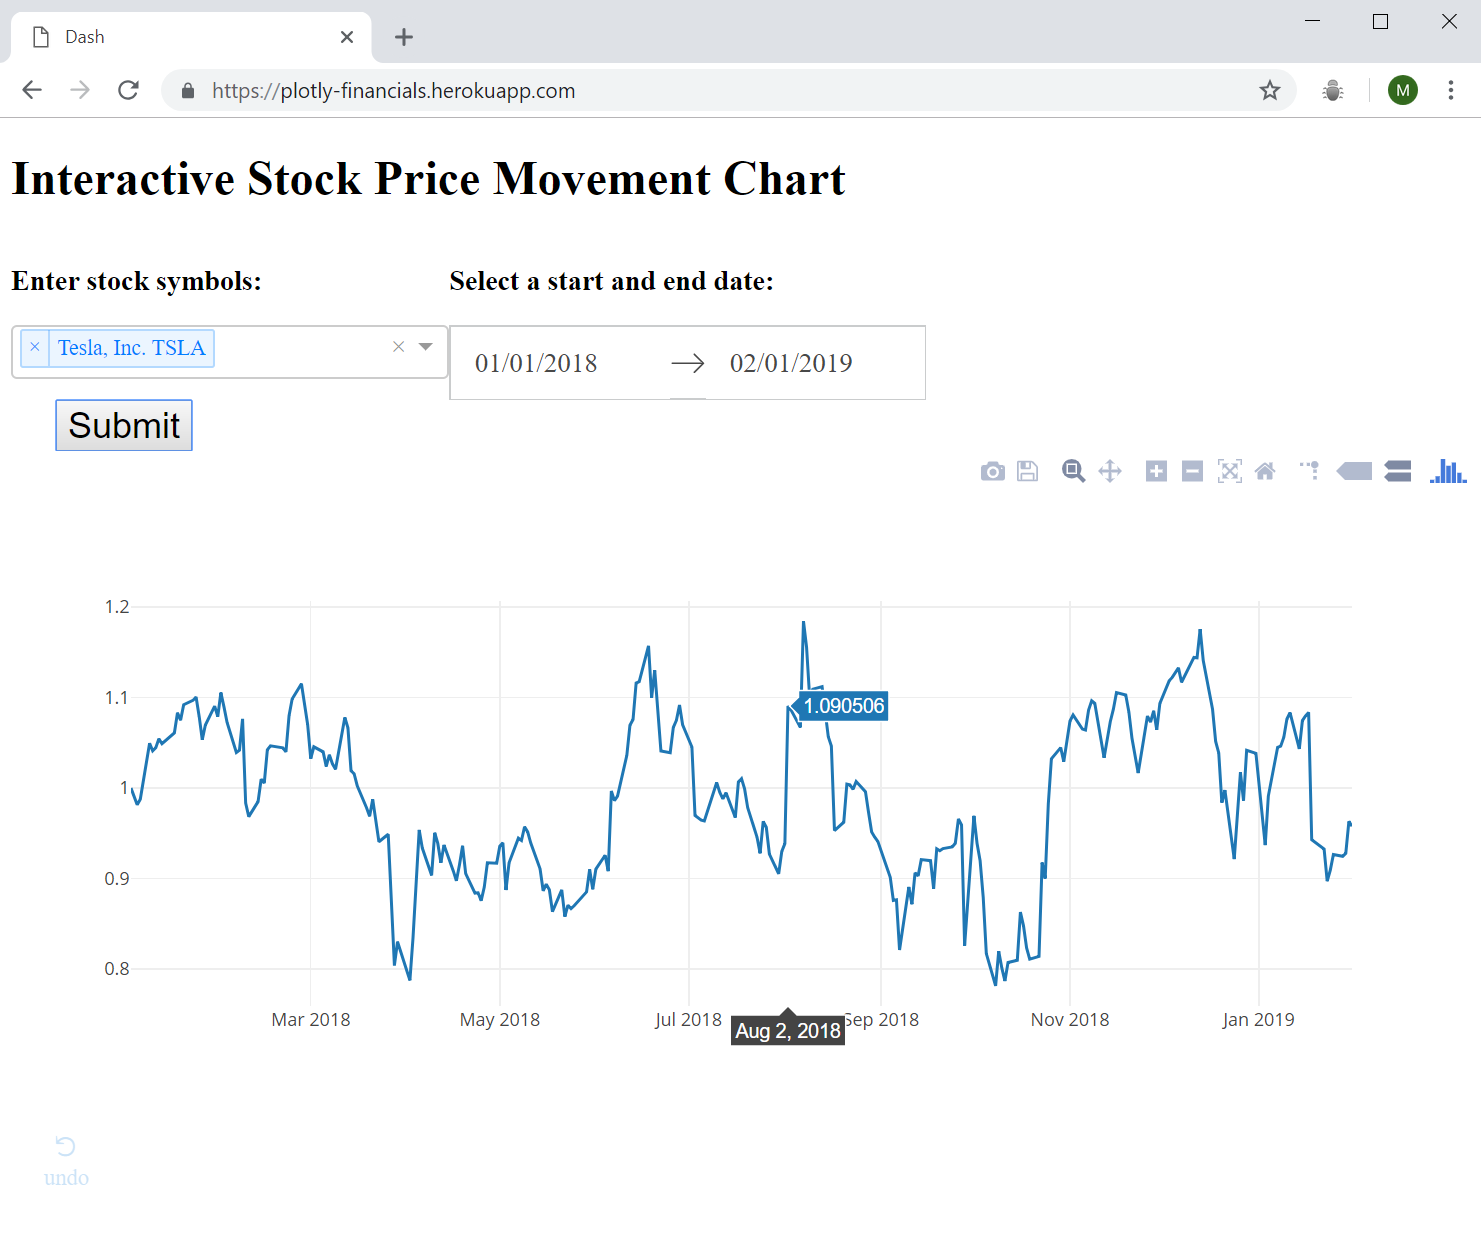 Dash
https://plotly-financials.herokuapp.com
M
Interactive Stock Price Movement Chart
Enter stock symbols: Select a start and end date:
× Tesla, Inc. TSLA × 01/01/2018 → 02/01/2019
Submit
1.2
1.1
1.090506
1
0.9
0.8
Mar 2018 May 2018 Jul 2018 Sep 2018 Nov 2018 Jan 2019
Aug 2, 2018
undo